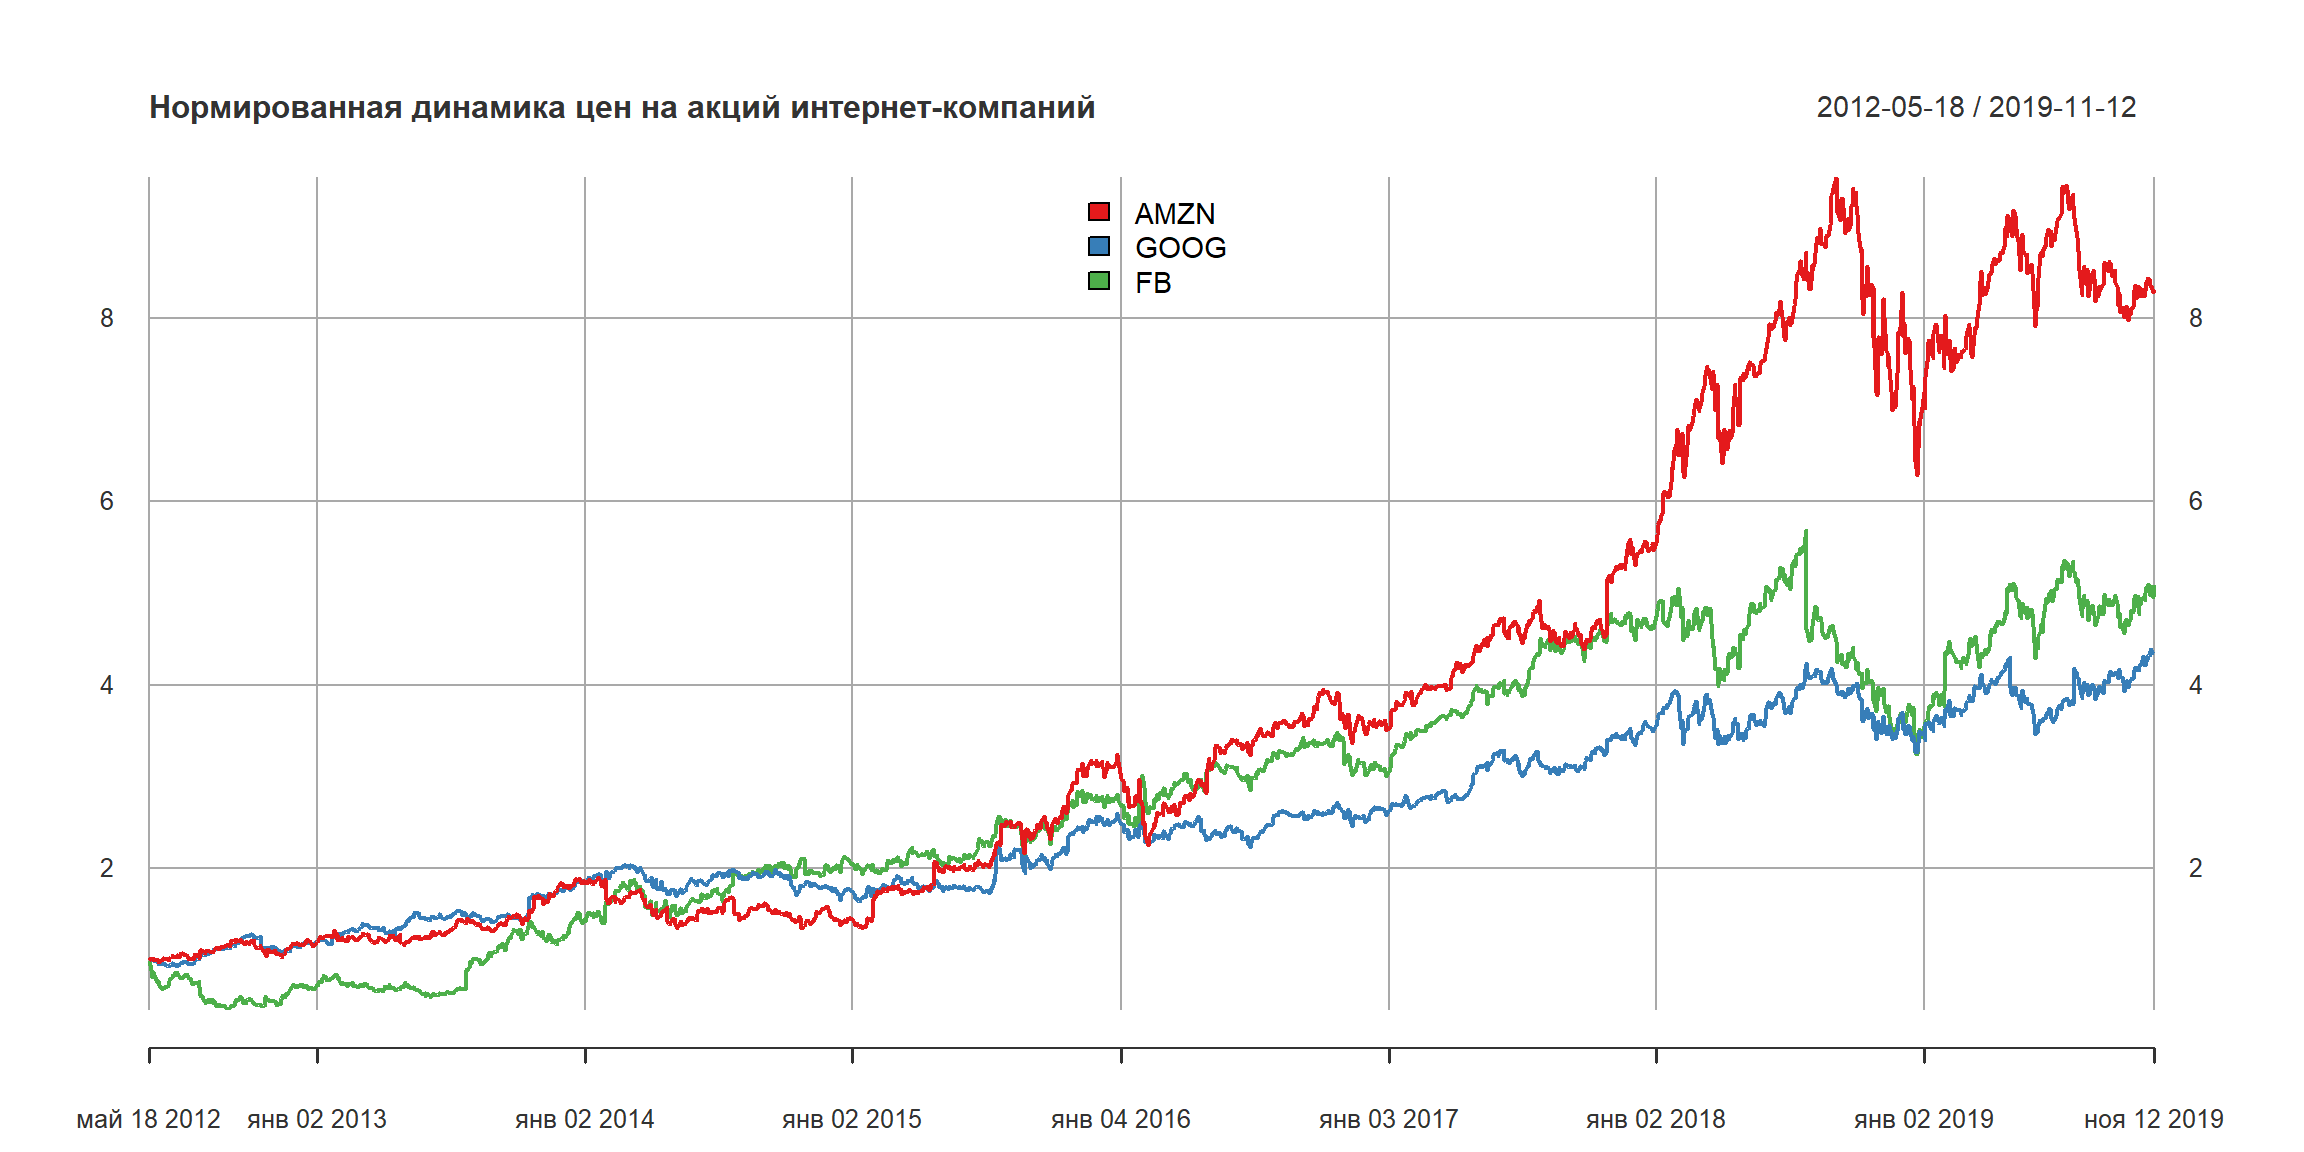 Нормированная динамика цен на акций интернет-компаний
2012-05-18 / 2019-11-12
AMZN
GOOG
FB
8 8
6 6
4 4
2 2
май 18 2012 янв 02 2013 янв 02 2014 янв 02 2015 янв 04 2016 янв 03 2017 янв 02 2018 янв 02 2019 ноя 12 2019